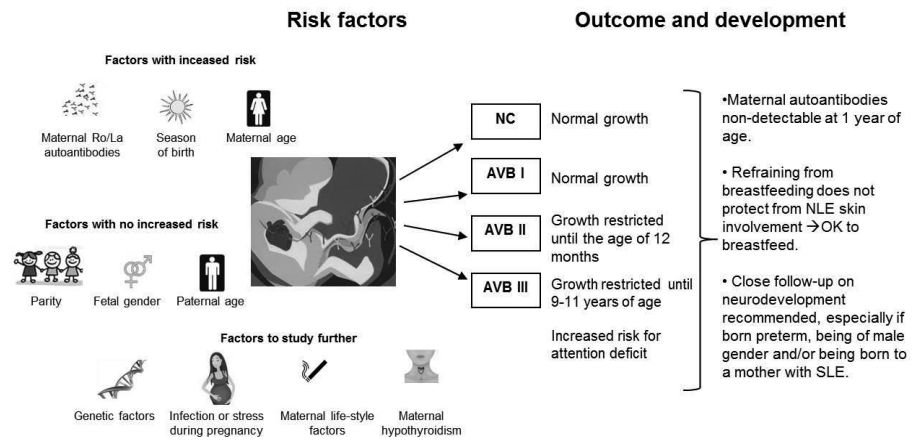 Risk factors
Outcome and development
Factors with inceased risk
Maternal Ro/La
autoantibodies
Season
of birth
Maternal age
Factors with no increased risk
Parity
Fetal gender
Paternal age
Factors to study further
Genetic factors
Infection or stress
during pregnancy
Maternal life-style
factors
Maternal
hypothyroidism
NC
Normal growth
AVB I
Normal growth
AVB II
Growth restricted
until the age of 12
months
AVB III
Growth restricted until
9-11 years of age
Increased risk for
attention deficit
•Maternal autoantibodies
non-detectable at 1 year of
age.
• Refraining from
breastfeeding does not
protect from NLE skin
involvement →OK to
breastfeed.
• Close follow-up on
neurodevelopment
recommended, especially if
born preterm, being of male
gender and/or being born to
a mother with SLE.